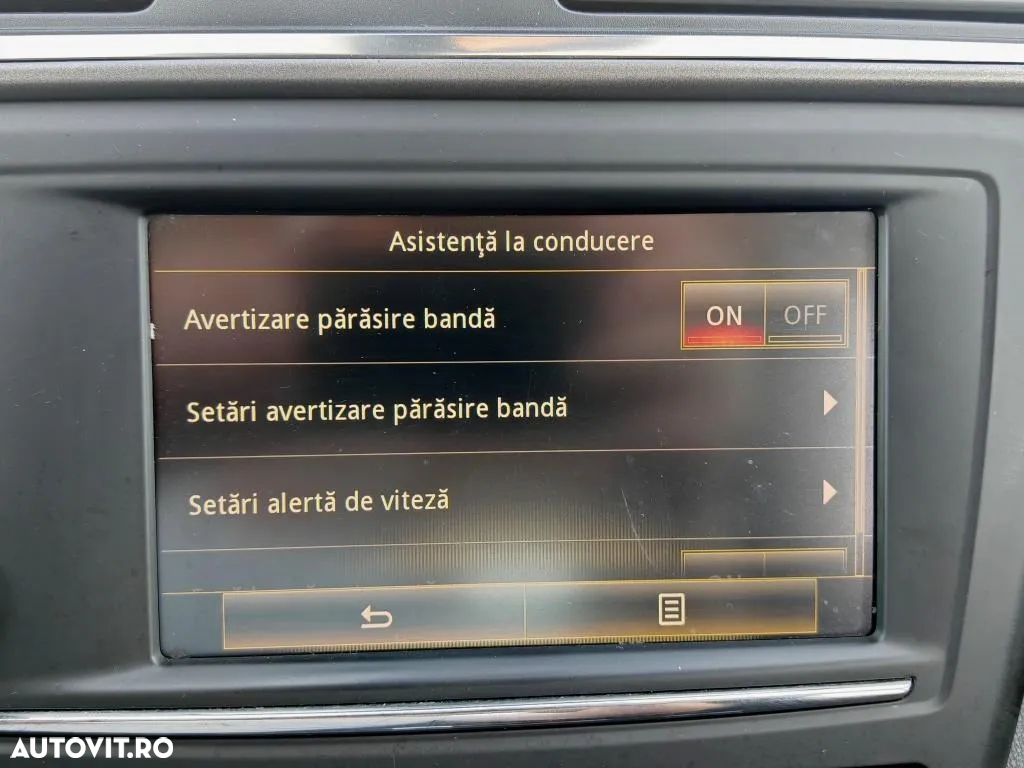 Asistenţă la conducere
Avertizare părăsire bandă
ON OFF
Setări avertizare părăsire bandă
Setări alertă de viteză
AUTOVIT.RO